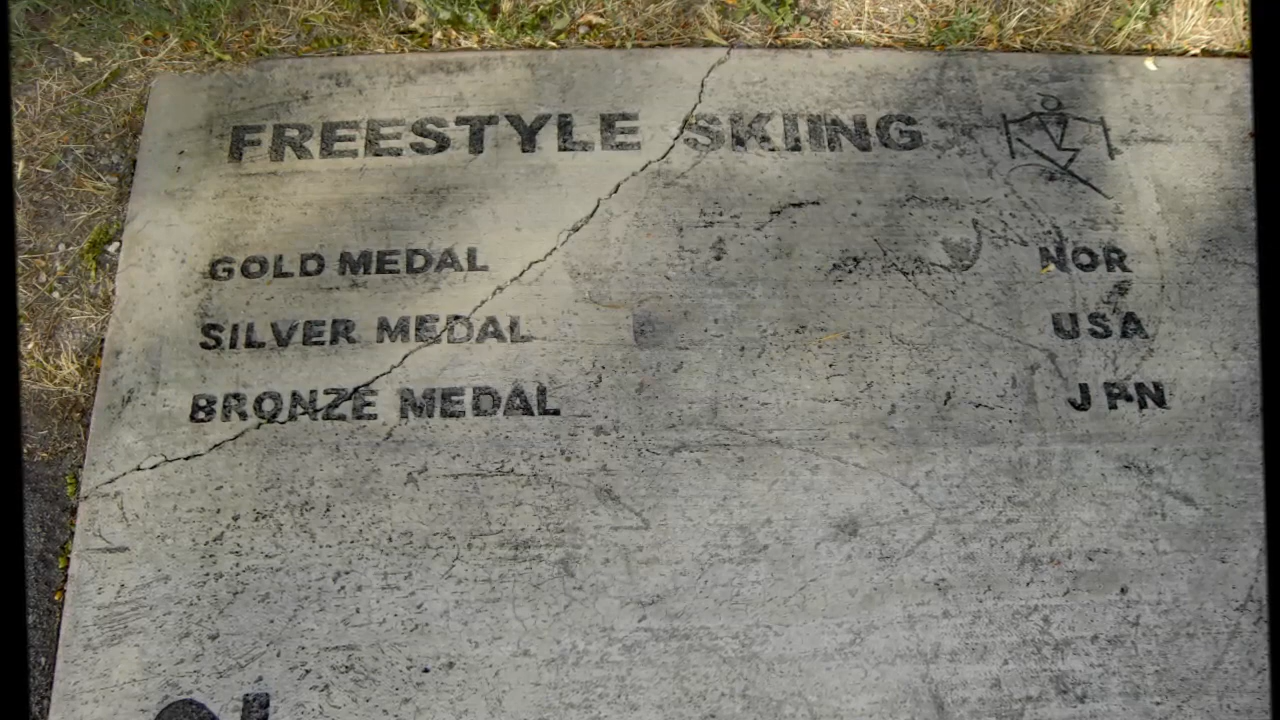 FREESTYLE SKIING
GOLD MEDAL NOR
SILVER MEDAL USA
BRONZE MEDAL JPN